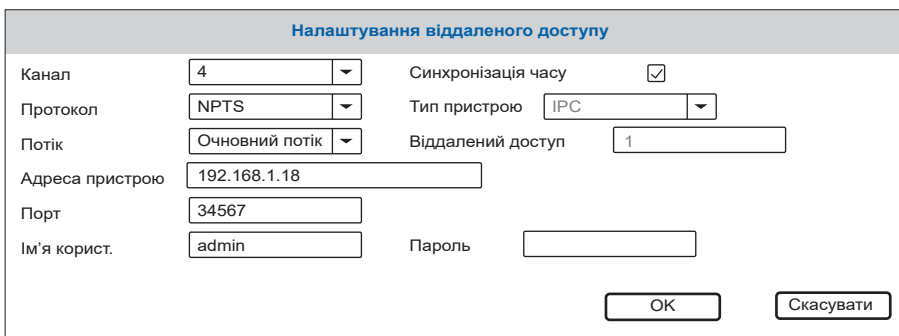 Налаштування віддаленого доступу
Канал 4 Синхронізація часу
Протокол NPTS Тип пристрою IPC
Потік Очновний потік Віддалений доступ 1
Адреса пристрою 192.168.1.18
Порт 34567
Ім’я корист. admin Пароль
OK Скасувати